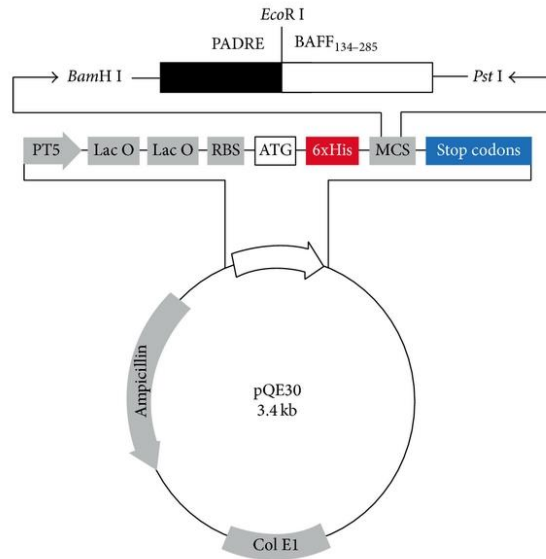 EcoR I
PADRE BAFF134–285
BamH I Pst I
PT5 Lac O Lac O RBS ATG 6xHis MCS Stop codons
Ampicillin
pQE30
3.4 kb
Col E1